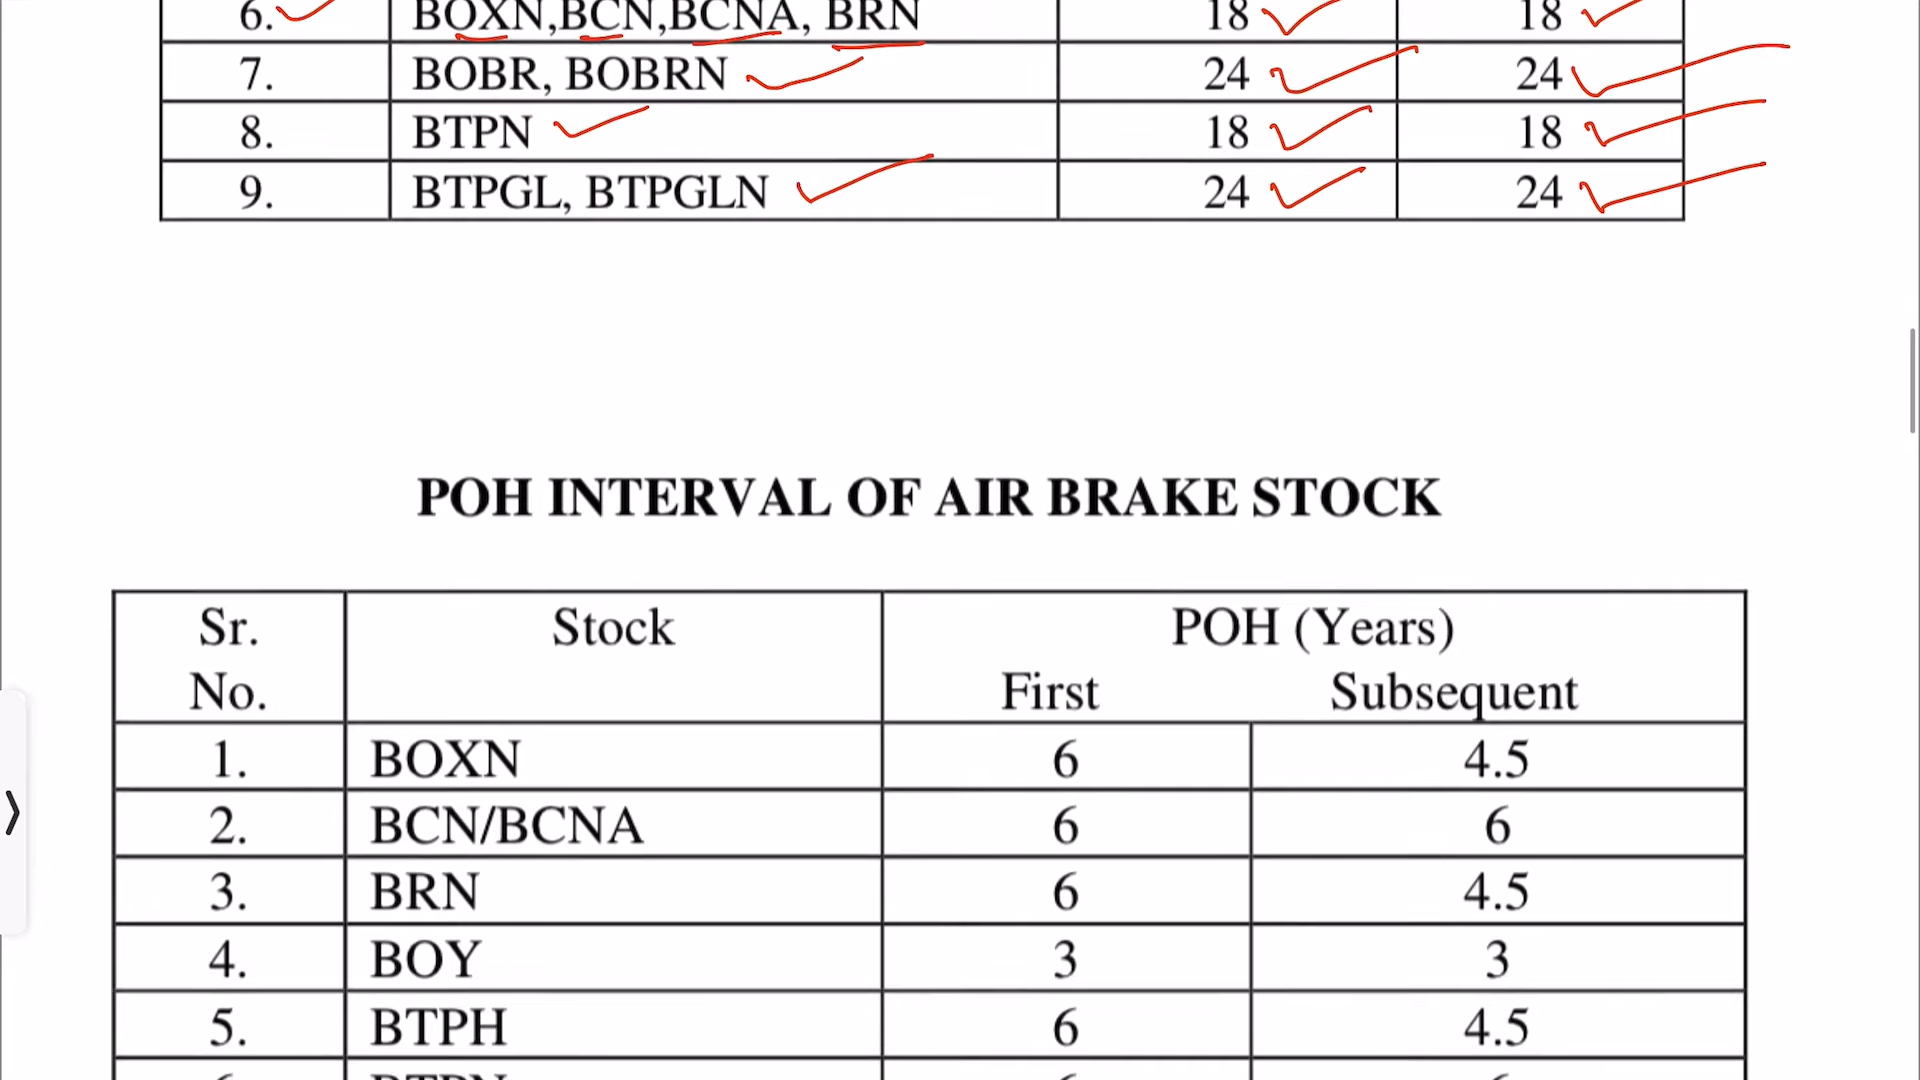 6. BOXN,BCN,BCNA, BRN 18 18
7. BOBR, BOBRN 24 24
8. BTPN 18 18
9. BTPGL, BTPGLN 24 24
POH INTERVAL OF AIR BRAKE STOCK
Sr. No. Stock POH (Years)
First Subsequent
1. BOXN 6 4.5
2. BCN/BCNA 6 6
3. BRN 6 4.5
4. BOY 3 3
5. BTPH 6 4.5